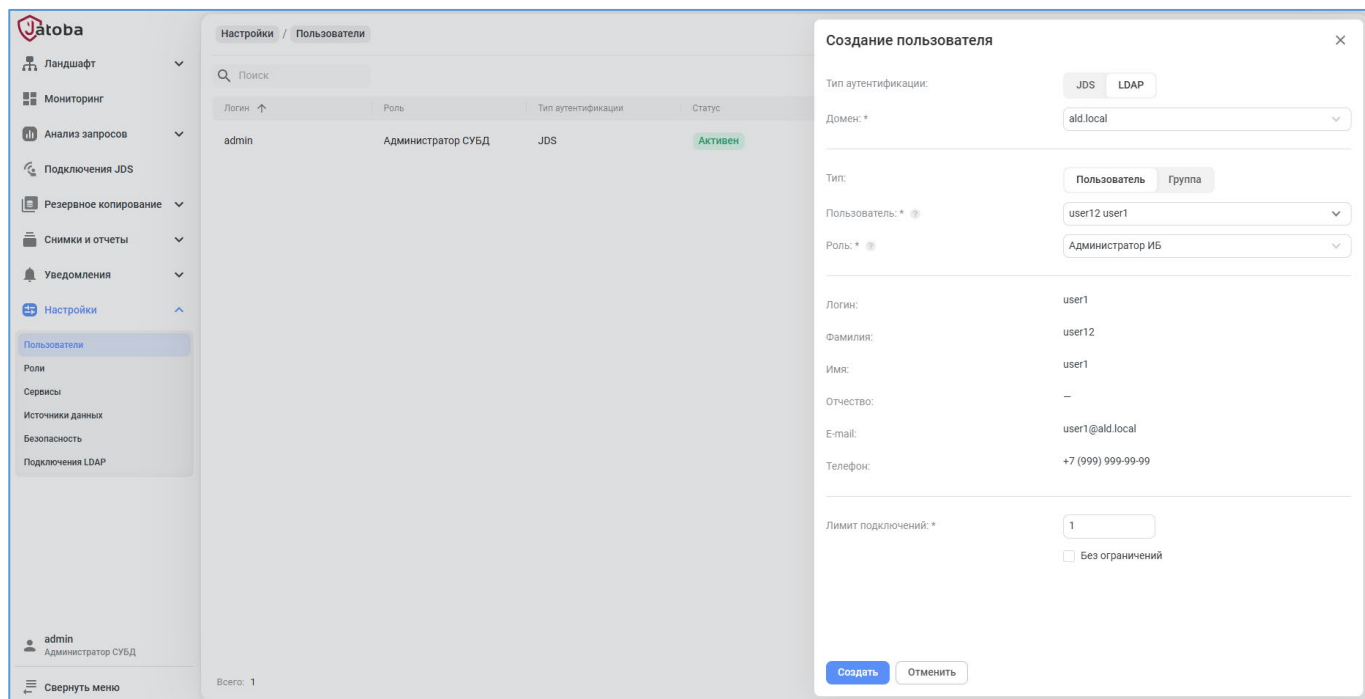 Jatoba
Ландшафт
Мониторинг
Анализ запросов
Подключения JDS
Резервное копирование
Снимки и отчеты
Уведомления
Настройки
Пользователи
Роли
Сервисы
Источники данных
Безопасность
Подключения LDAP
admin
Администратор СУБД
Свернуть меню
Настройки / Пользователи
Поиск
Логин Роль Тип аутентификации Статус
admin Администратор СУБД JDS Активен
Всего: 1
Создание пользователя
Тип аутентификации: JDS LDAP
Домен: * ald.local
Тип: Пользователь Группа
Пользователь: * ? user12 user1
Роль: * ? Администратор ИБ
Логин: user1
Фамилия: user12
Имя: user1
Отчество: —
E-mail: user1@ald.local
Телефон: +7 (999) 999-99-99
Лимит подключений: * 1
Без ограничений
Создать Отменить